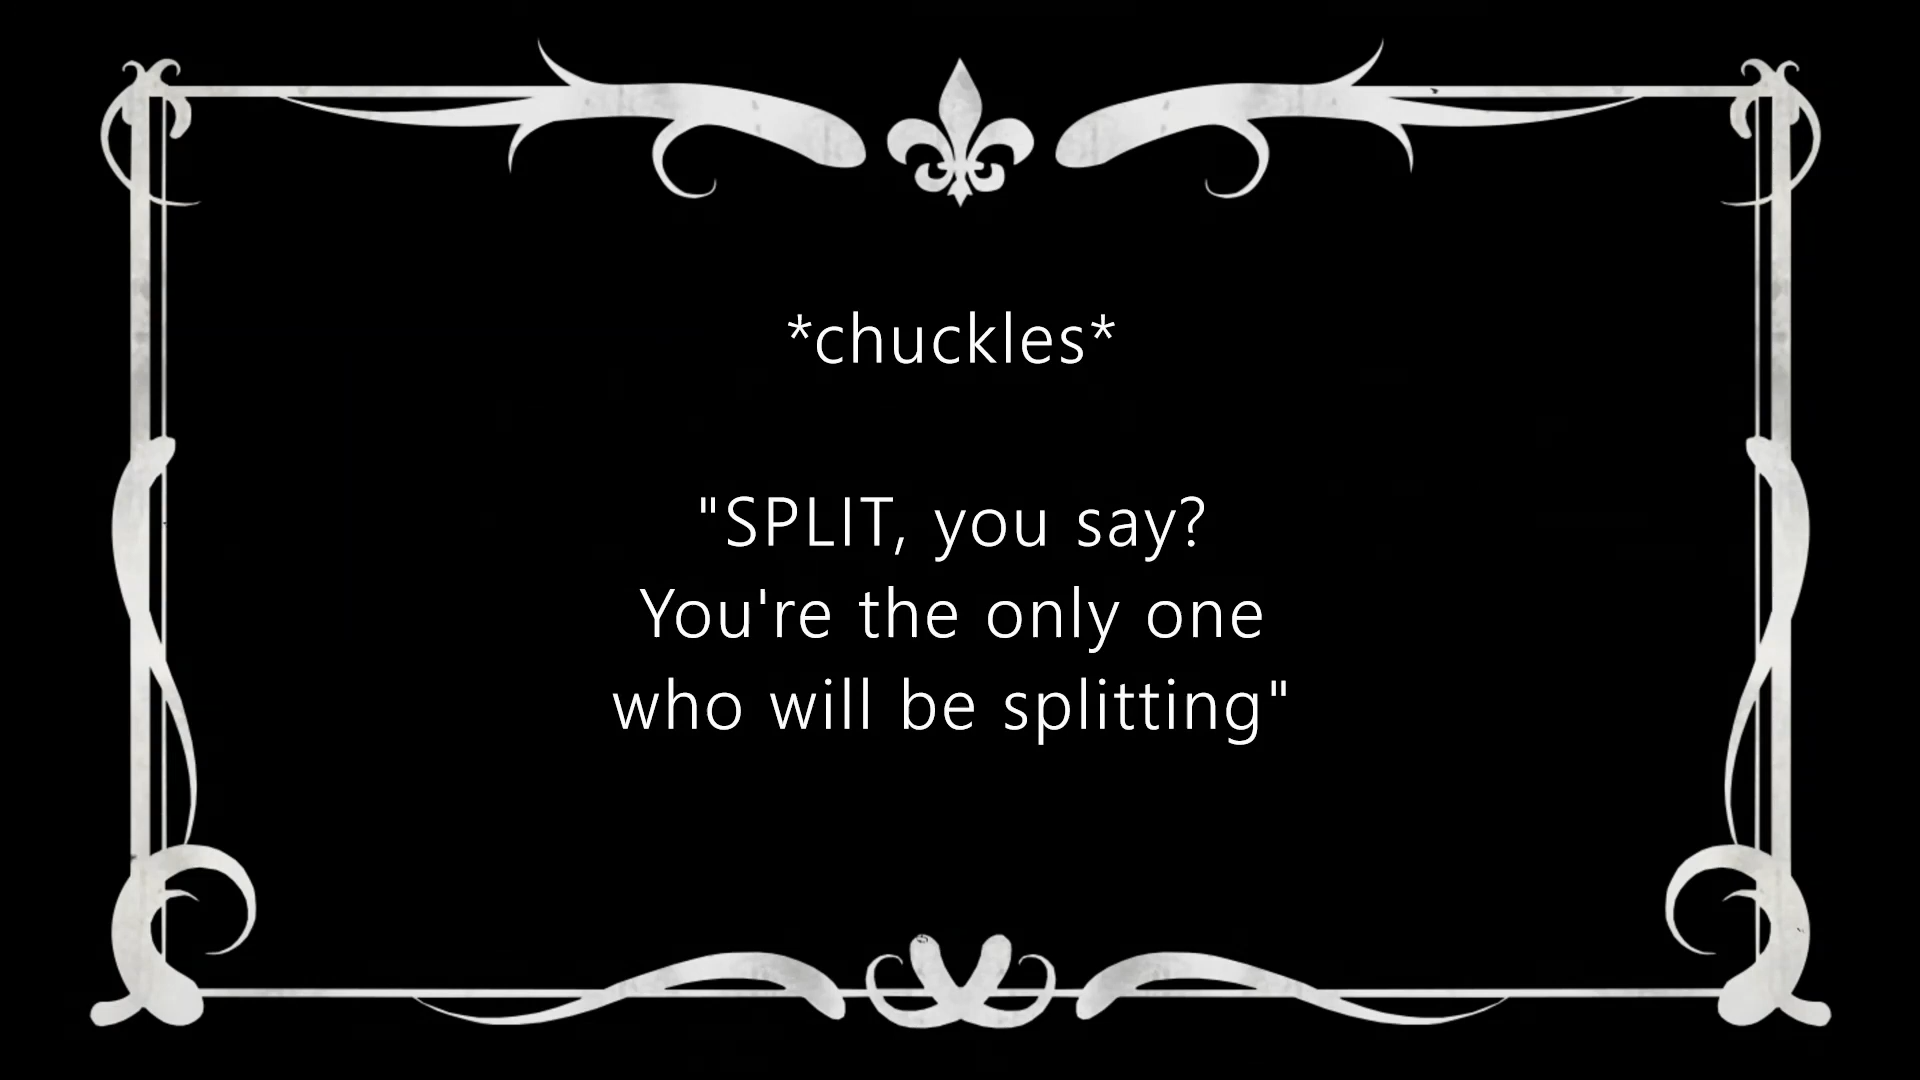 *chuckles*
"SPLIT, you say?
You're the only one
who will be splitting"